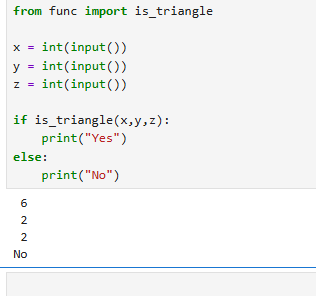 from func import is_triangle
x = int(input())
y = int(input())
z = int(input())
if is_triangle(x,y,z):
    print("Yes")
else:
    print("No")
6
2
2
No